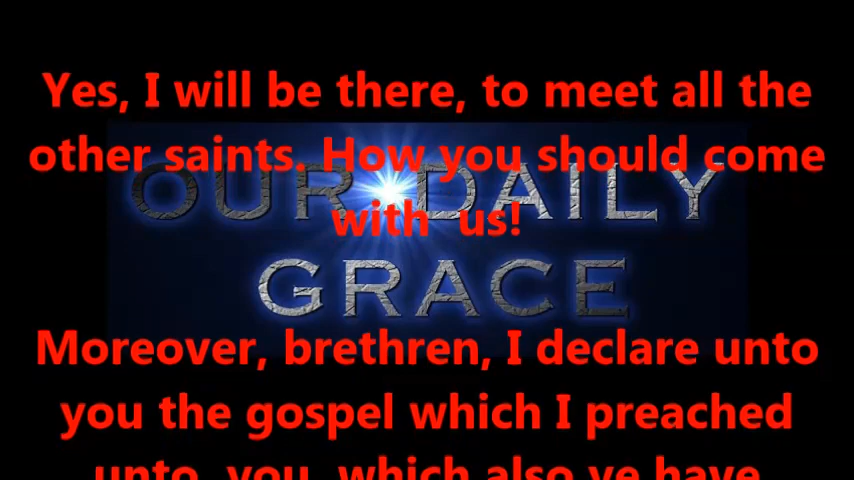 Yes, I will be there, to meet all the
other saints. How you should come
with us!
OUR DAILY
GRACE
Moreover, brethren, I declare unto
you the gospel which I preached
unto you, which also ye have